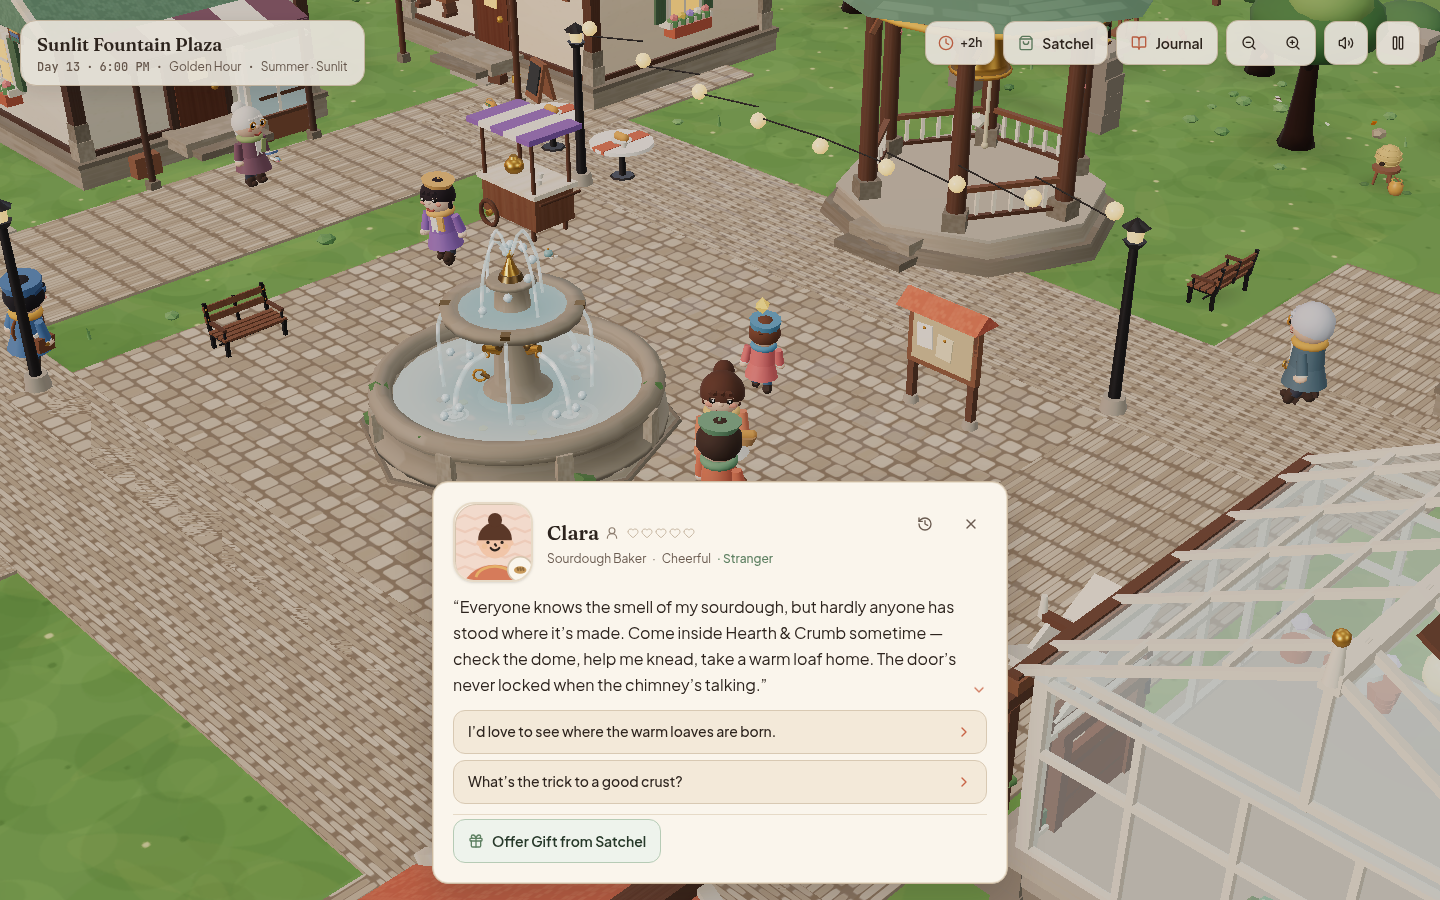 Sunlit Fountain Plaza
Day 13 · 6:00 PM · Golden Hour · Summer · Sunlit
+2h
Satchel
Journal
Clara
Sourdough Baker · Cheerful · Stranger
“Everyone knows the smell of my sourdough, but hardly anyone has
stood where it’s made. Come inside Hearth & Crumb sometime —
check the dome, help me knead, take a warm loaf home. The door’s
never locked when the chimney’s talking.”
I’d love to see where the warm loaves are born.
What’s the trick to a good crust?
Offer Gift from Satchel